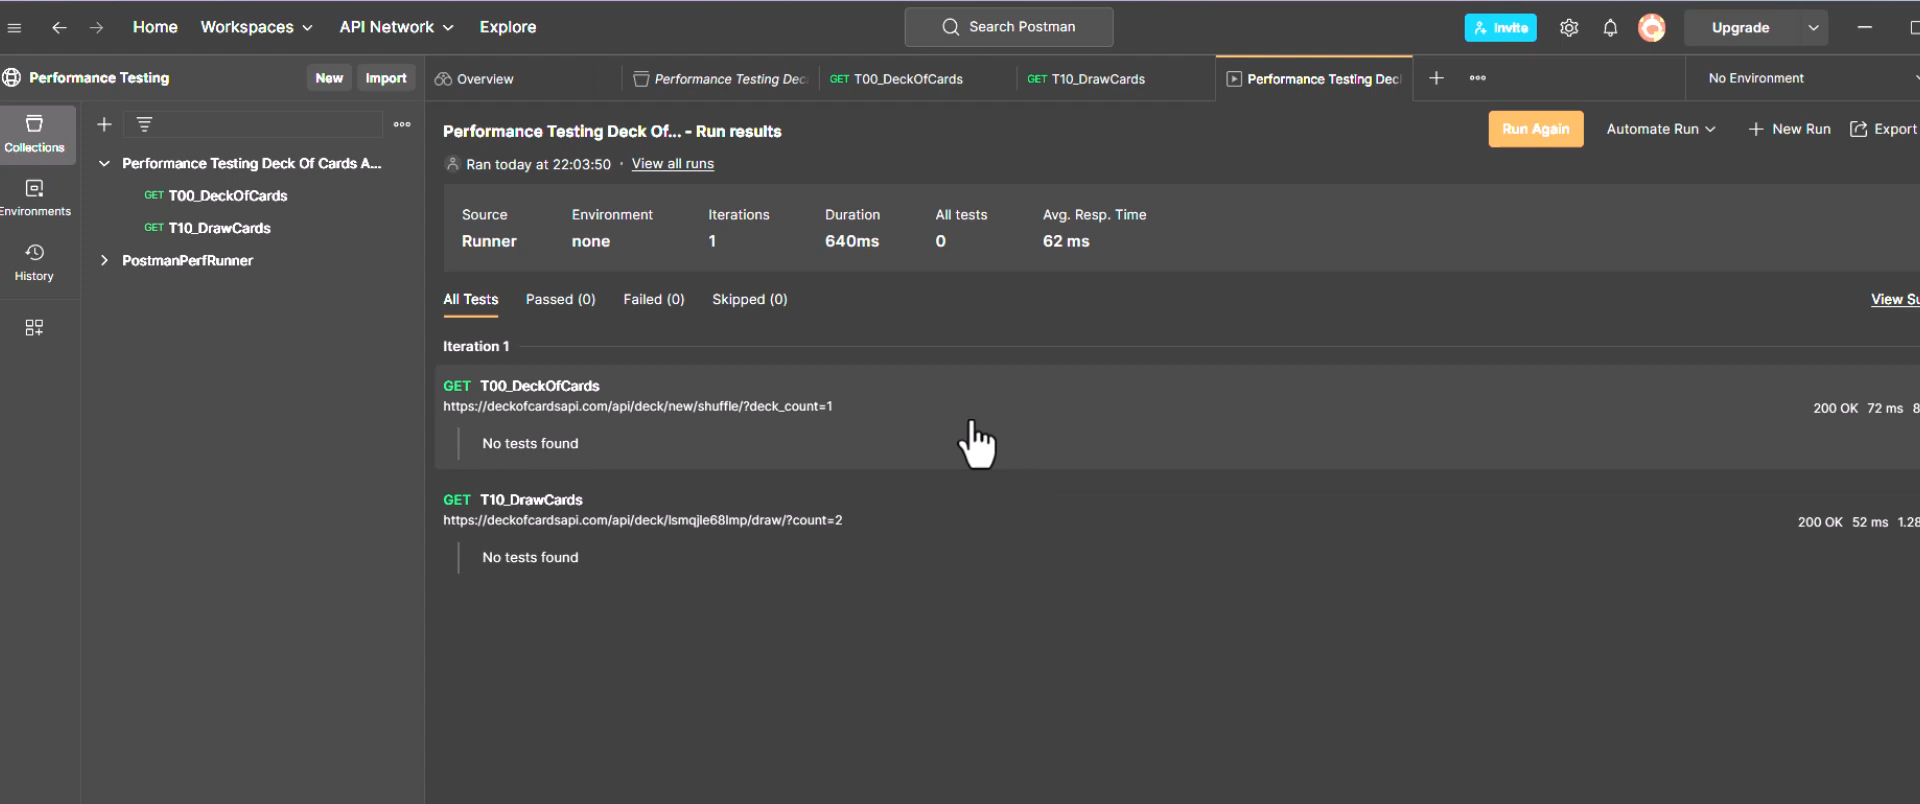 Home Workspaces API Network Explore Search Postman Invite Upgrade
Performance Testing New Import Overview Performance Testing Dec GET T00_DeckOfCards GET T10_DrawCards Performance Testing Dec No Environment
Collections
Environments
History
Performance Testing Deck Of Cards A...
GET T00_DeckOfCards
GET T10_DrawCards
PostmanPerfRunner
Performance Testing Deck Of... - Run results Run Again Automate Run New Run Export
Ran today at 22:03:50 · View all runs
Source Environment Iterations Duration All tests Avg. Resp. Time
Runner none 1 640ms 0 62 ms
All Tests Passed (0) Failed (0) Skipped (0) View Su
Iteration 1
GET T00_DeckOfCards
https://deckofcardsapi.com/api/deck/new/shuffle/?deck_count=1 200 OK 72 ms 8
No tests found
GET T10_DrawCards
https://deckofcardsapi.com/api/deck/lsmqjle68lmp/draw/?count=2 200 OK 52 ms 1.28
No tests found